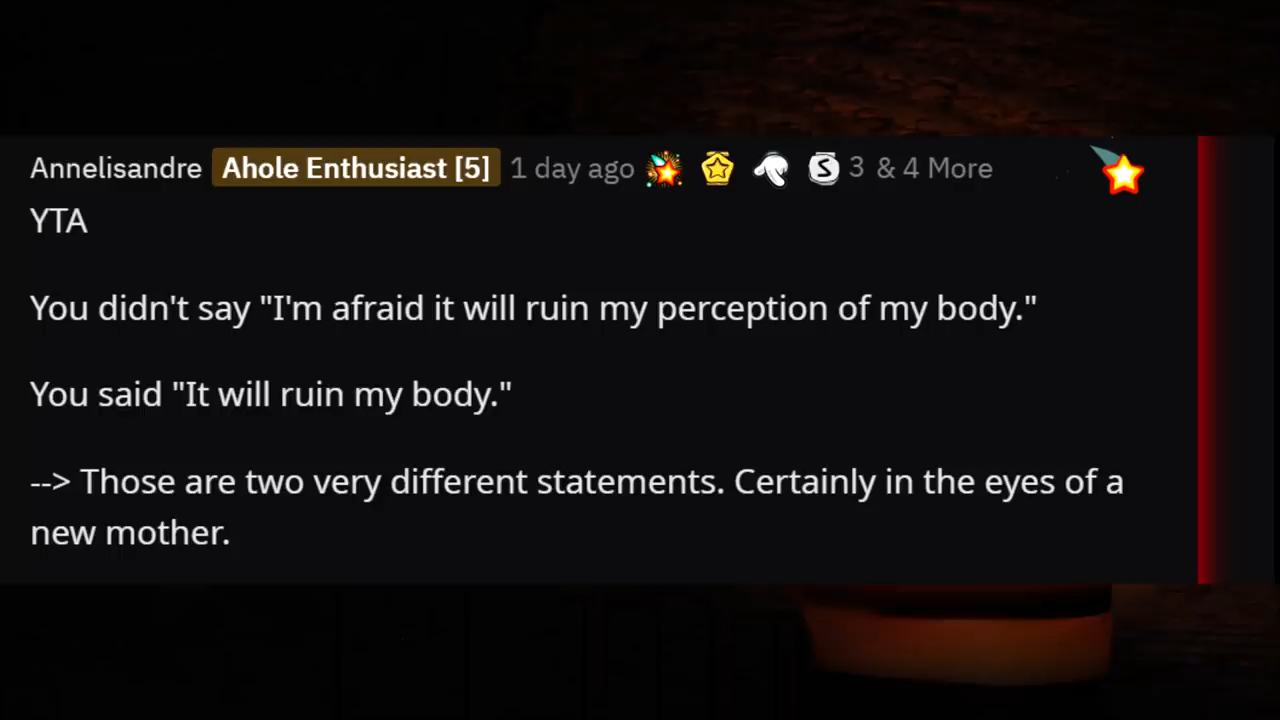 Annelisandre Ahole Enthusiast [5] 1 day ago S 3 & 4 More
YTA
You didn't say "I'm afraid it will ruin my perception of my body."
You said "It will ruin my body."
--> Those are two very different statements. Certainly in the eyes of a
new mother.